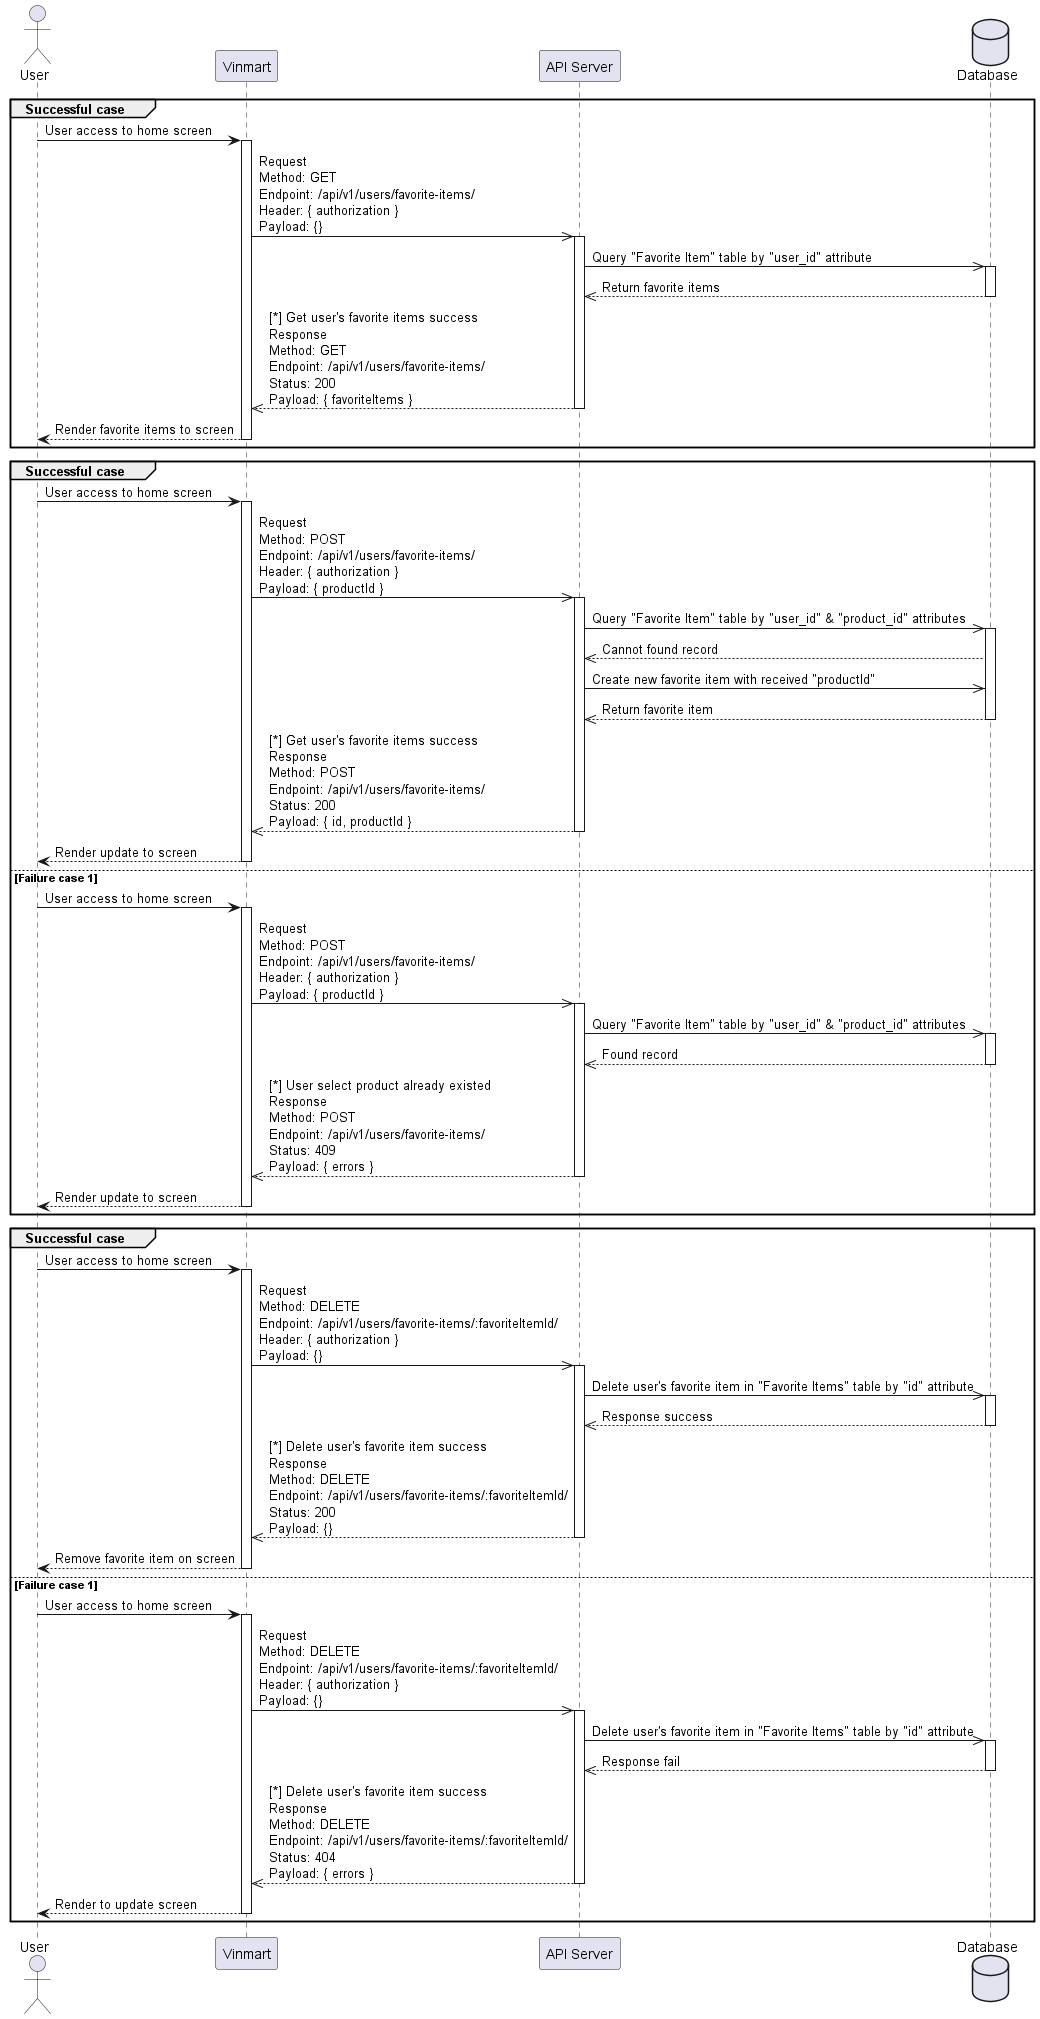 User
Vinmart
API Server
Database
Successful case
User access to home screen
Request
Method: GET
Endpoint: /api/v1/users/favorite-items/
Header: { authorization }
Payload: {}
Query "Favorite Item" table by "user_id" attribute
Return favorite items
[*] Get user's favorite items success
Response
Method: GET
Endpoint: /api/v1/users/favorite-items/
Status: 200
Payload: { favoriteItems }
Render favorite items to screen
Successful case
User access to home screen
Request
Method: POST
Endpoint: /api/v1/users/favorite-items/
Header: { authorization }
Payload: { productId }
Query "Favorite Item" table by "user_id" & "product_id" attributes
Cannot found record
Create new favorite item with received "productId"
Return favorite item
[*] Get user's favorite items success
Response
Method: POST
Endpoint: /api/v1/users/favorite-items/
Status: 200
Payload: { id, productId }
Render update to screen
[Failure case 1]
User access to home screen
Request
Method: POST
Endpoint: /api/v1/users/favorite-items/
Header: { authorization }
Payload: { productId }
Query "Favorite Item" table by "user_id" & "product_id" attributes
Found record
[*] User select product already existed
Response
Method: POST
Endpoint: /api/v1/users/favorite-items/
Status: 409
Payload: { errors }
Render update to screen
Successful case
User access to home screen
Request
Method: DELETE
Endpoint: /api/v1/users/favorite-items/:favoriteItemId/
Header: { authorization }
Payload: {}
Delete user's favorite item in "Favorite Items" table by "id" attribute
Response success
[*] Delete user's favorite item success
Response
Method: DELETE
Endpoint: /api/v1/users/favorite-items/:favoriteItemId/
Status: 200
Payload: {}
Remove favorite item on screen
[Failure case 1]
User access to home screen
Request
Method: DELETE
Endpoint: /api/v1/users/favorite-items/:favoriteItemId/
Header: { authorization }
Payload: {}
Delete user's favorite item in "Favorite Items" table by "id" attribute
Response fail
[*] Delete user's favorite item success
Response
Method: DELETE
Endpoint: /api/v1/users/favorite-items/:favoriteItemId/
Status: 404
Payload: { errors }
Render to update screen
User
Vinmart
API Server
Database